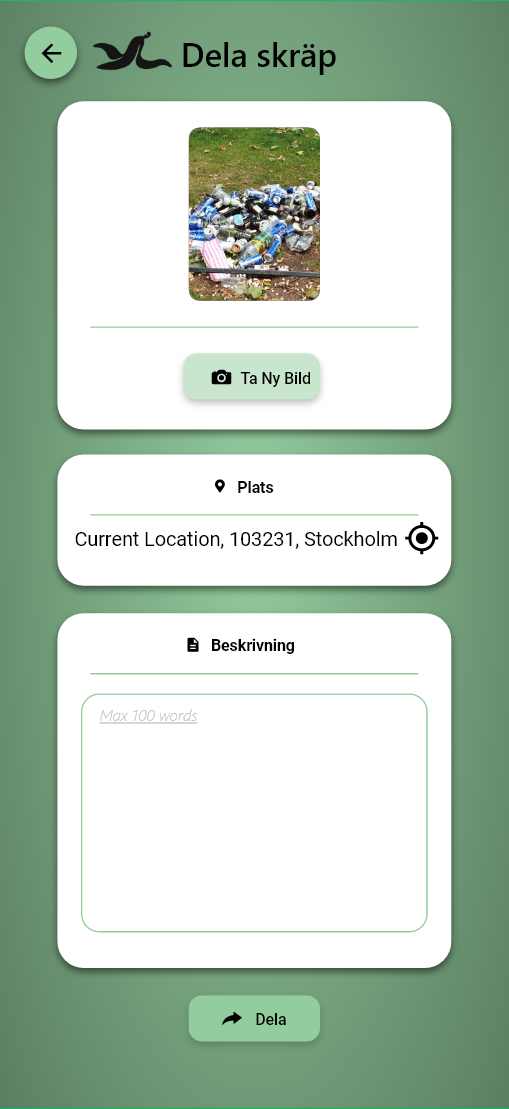 Dela skräp
Ta Ny Bild
Plats
Current Location, 103231, Stockholm
Beskrivning
Max 100 words
Dela